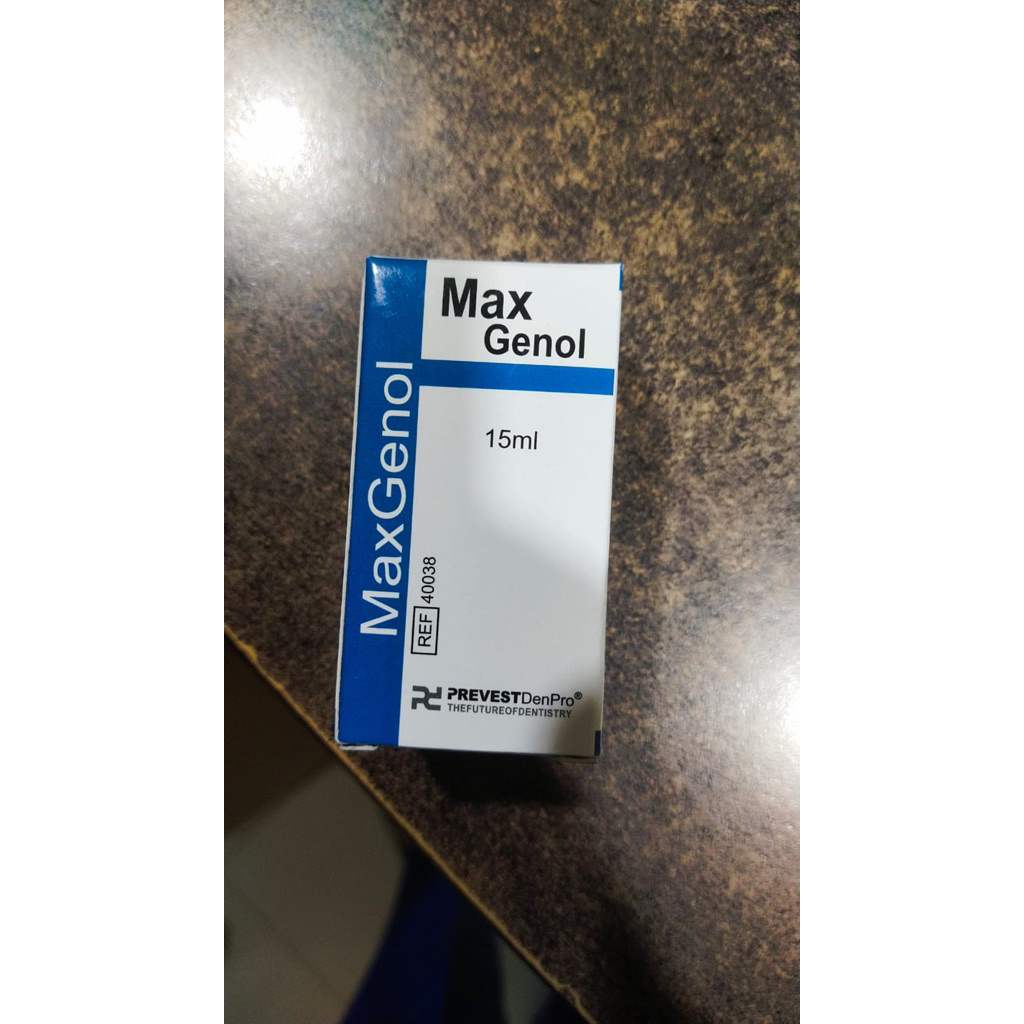 Max
Genol
15ml
MaxGenol
REF 40038
PREVESTDenPro®
THEFUTUREOFDENTISTRY